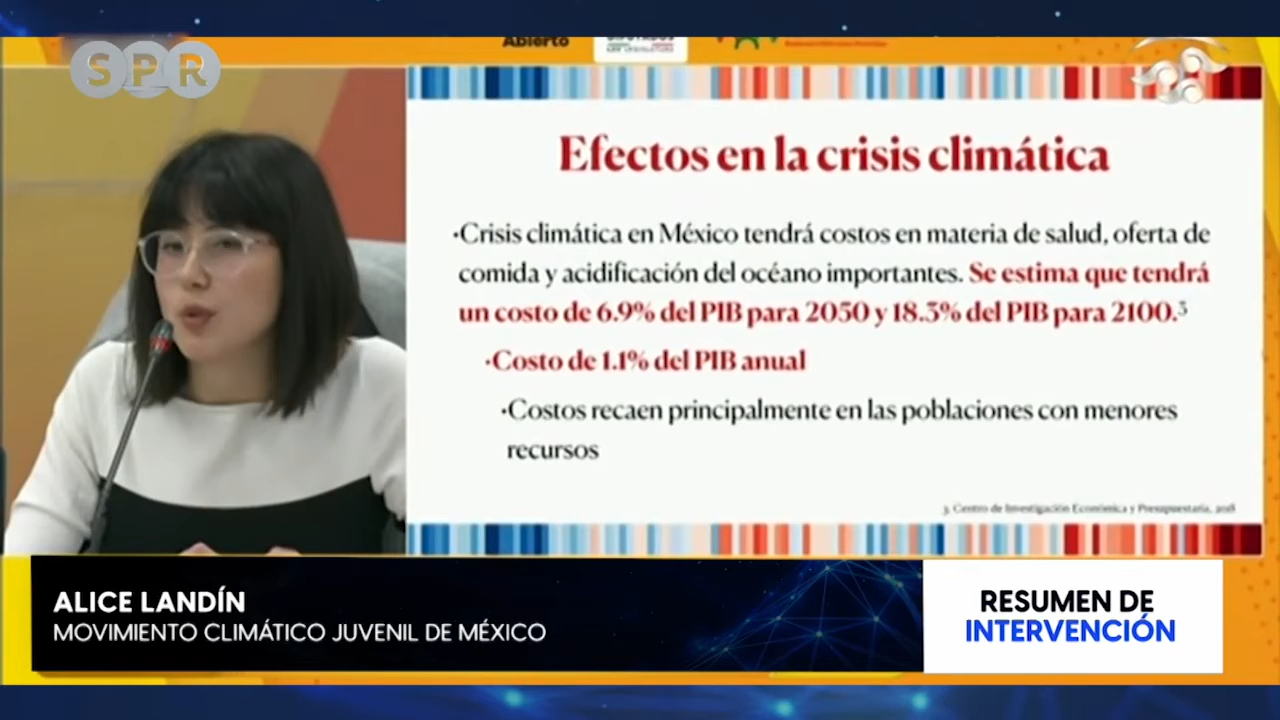 Abierto
SPR
Efectos en la crisis climática
•Crisis climática en México tendrá costos en materia de salud, oferta de
comida y acidificación del océano importantes. Se estima que tendrá
un costo de 6.9% del PIB para 2050 y 18.3% del PIB para 2100.³
•Costo de 1.1% del PIB anual
•Costos recaen principalmente en las poblaciones con menores
recursos
3. Centro de Investigación Económica y Presupuestaria, 2018
ALICE LANDÍN
MOVIMIENTO CLIMÁTICO JUVENIL DE MÉXICO
RESUMEN DE
INTERVENCIÓN